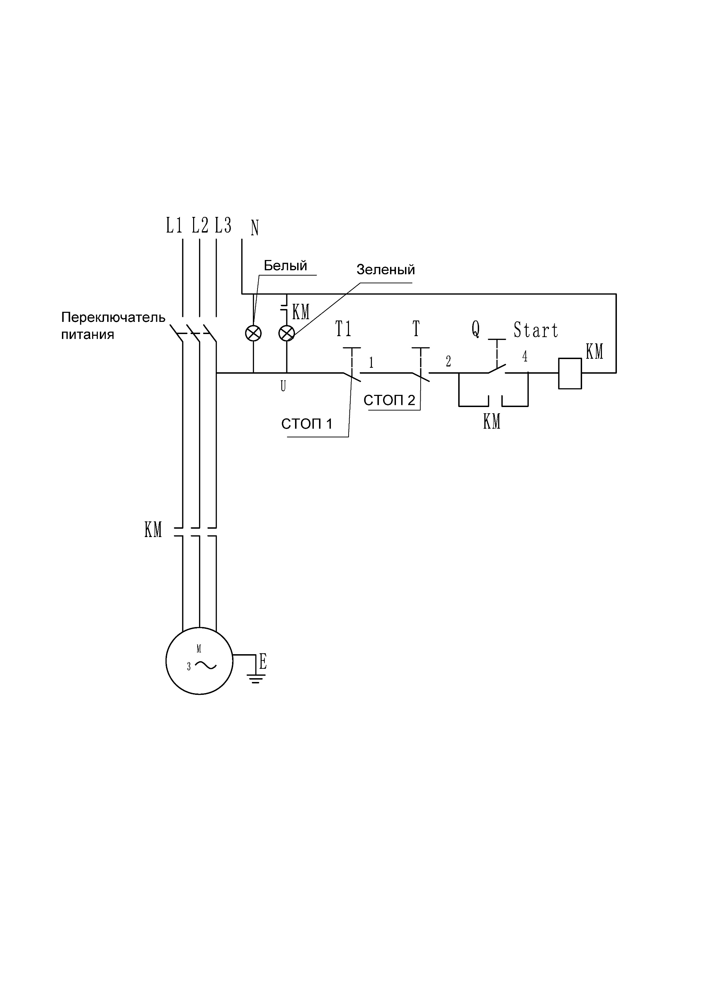 L1 L2 L3 N
Белый
Зеленый
Переключатель
питания
KM
T1
T
Q
Start
KM
1
2
4
U
СТОП 2
СТОП 1
KM
KM
M
3
E